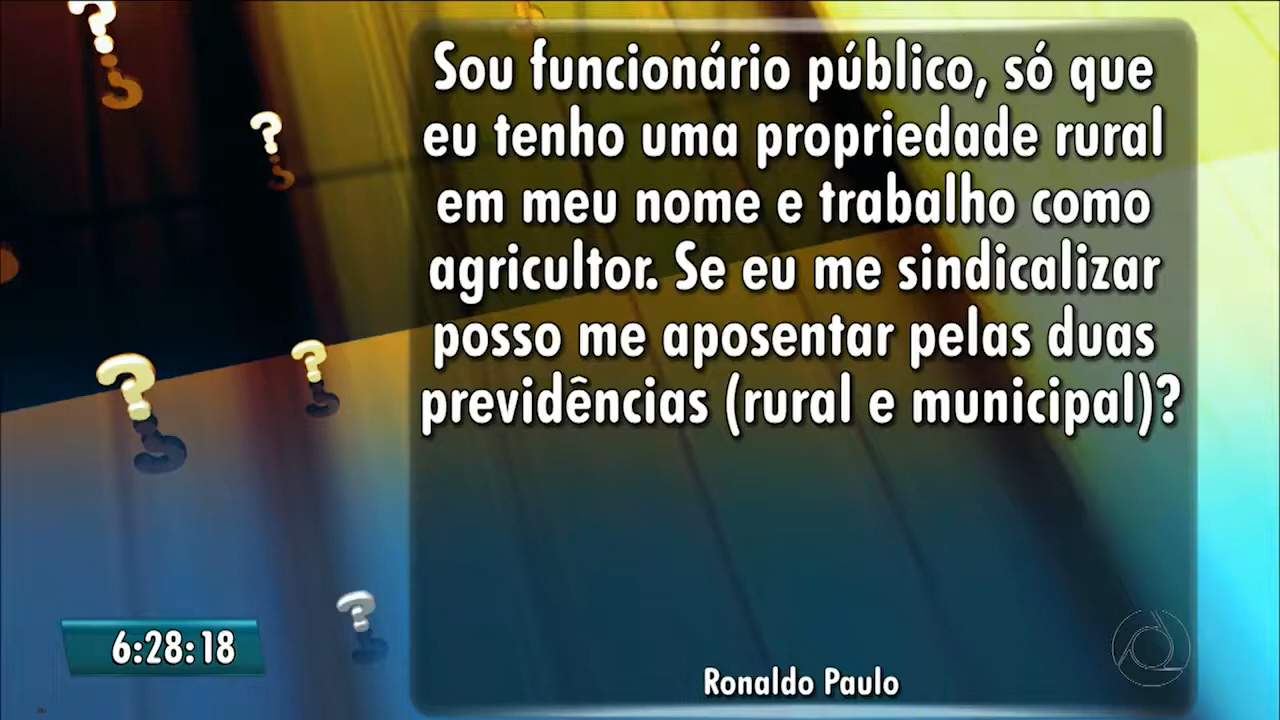 Sou funcionário público, só que
eu tenho uma propriedade rural
em meu nome e trabalho como
agricultor. Se eu me sindicalizar
posso me aposentar pelas duas
previdências (rural e municipal)?
6:28:18
Ronaldo Paulo